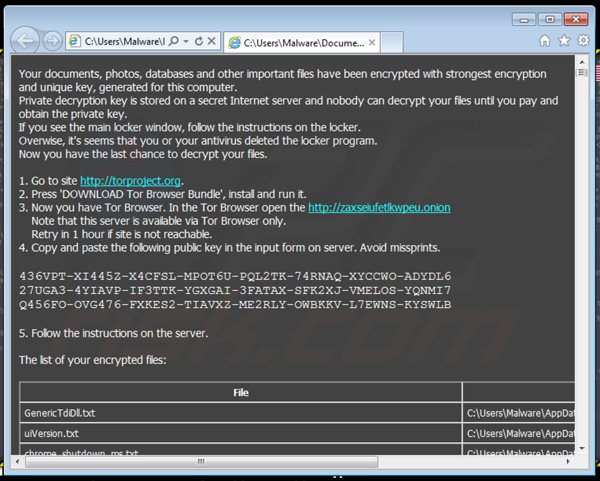 C:\Users\Malware\
C:\Users\Malware\Docume...
Your documents, photos, databases and other important files have been encrypted with strongest encryption
and unique key, generated for this computer.
Private decryption key is stored on a secret Internet server and nobody can decrypt your files until you pay and
obtain the private key.
If you see the main locker window, follow the instructions on the locker.
Overwise, it's seems that you or your antivirus deleted the locker program.
Now you have the last chance to decrypt your files.
1. Go to site http://torproject.org.
2. Press 'DOWNLOAD Tor Browser Bundle', install and run it.
3. Now you have Tor Browser. In the Tor Browser open the http://zaxseiufetlkwpeu.onion
Note that this server is available via Tor Browser only.
Retry in 1 hour if site is not reachable.
4. Copy and paste the following public key in the input form on server. Avoid missprints.
436VPT-XI445Z-X4CFSL-MPOT6U-PQL2TK-74RNAQ-XYCCWO-ADYDL6
27UGA3-4YIAVP-IF3TTK-YGXGAI-3FATAX-SFK2XJ-VMELOS-YQNMI7
Q456FO-OVG476-FXKES2-TIAVXZ-ME2RLY-OWBKKV-L7EWNS-KYSWLB
5. Follow the instructions on the server.
The list of your encrypted files:
File
GenericTdiDll.txt C:\Users\Malware\AppDat
uiVersion.txt C:\Users\Malware\AppDat
chrome_shutdown_ms.txt C:\Users\Malware\AppDat